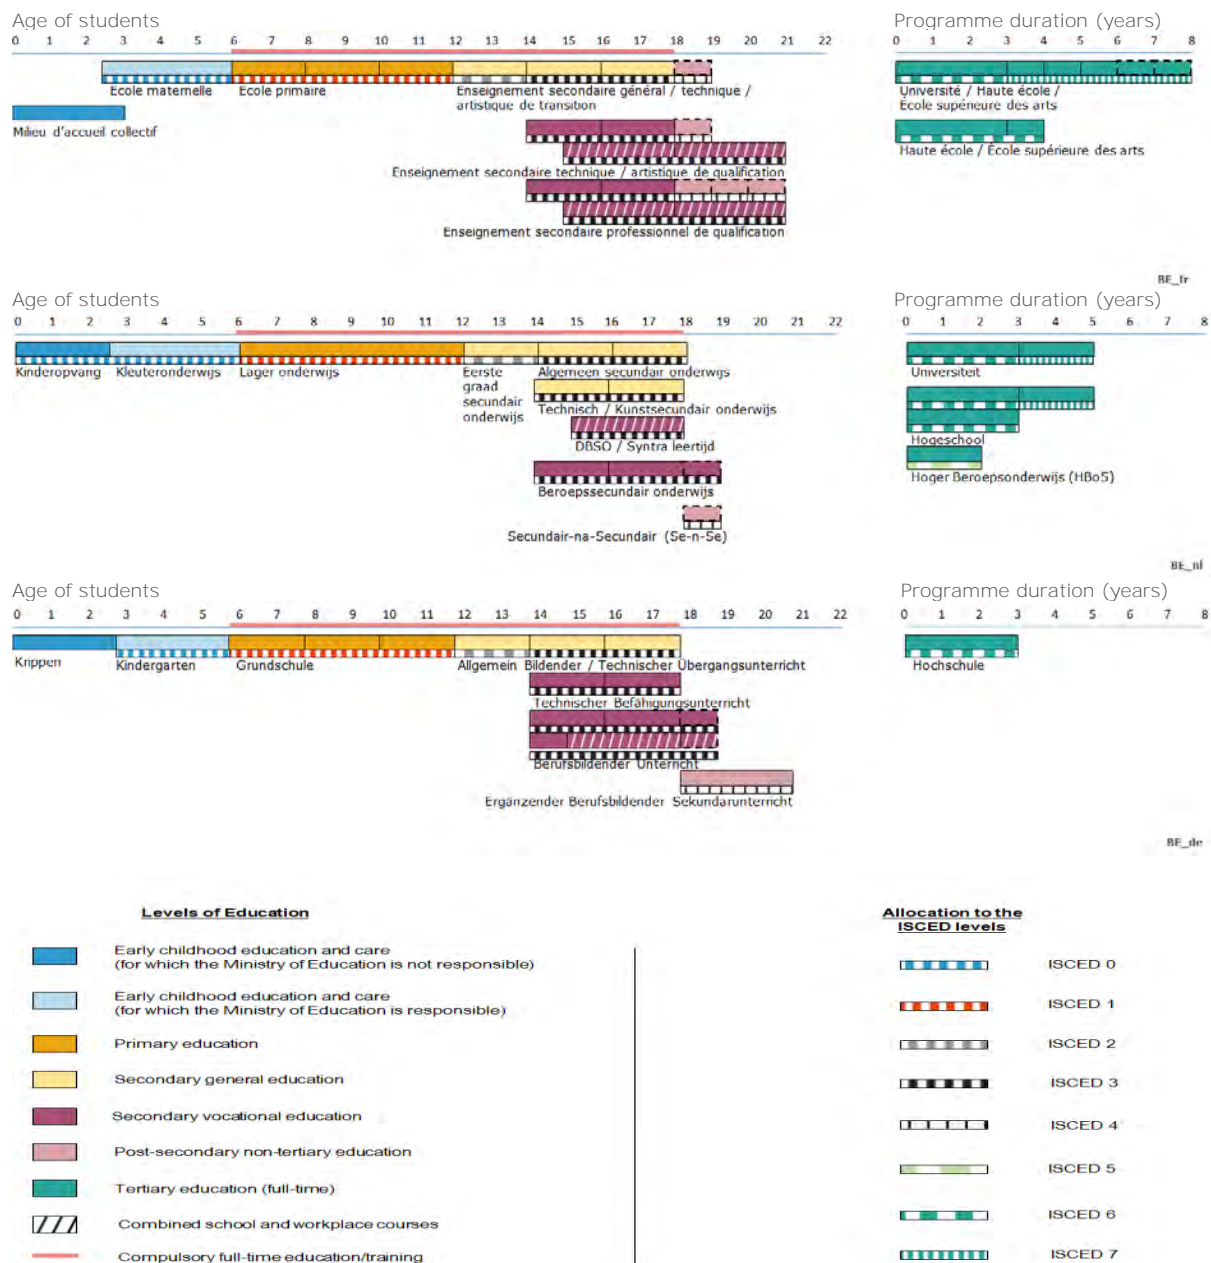 Age of students
Programme duration (years)
0 1 2 3 4 5 6 7 8 9 10 11 12 13 14 15 16 17 18 19 20 21 22
0 1 2 3 4 5 6 7 8
École maternelle
École primaire
Enseignement secondaire général / technique /
artistique de transition
Université / Haute école /
École supérieure des arts
Milieu d'accueil collectif
Haute école / École supérieure des arts
Enseignement secondaire technique / artistique de qualification
Enseignement secondaire professionnel de qualification
BE_fr
Age of students
Programme duration (years)
0 1 2 3 4 5 6 7 8 9 10 11 12 13 14 15 16 17 18 19 20 21 22
0 1 2 3 4 5 6 7 8
Kinderopvang
Kleuteronderwijs
Lager onderwijs
Eerste
graad
secundair
onderwijs
Algemeen secundair onderwijs
Universiteit
Technisch / Kunstsecundair onderwijs
DBSO / Syntra leertijd
Hogeschool
Beroepssecundair onderwijs
Hoger Beroepsonderwijs (HBo5)
Secundair-na-Secundair (Se-n-Se)
BE_nl
Age of students
Programme duration (years)
0 1 2 3 4 5 6 7 8 9 10 11 12 13 14 15 16 17 18 19 20 21 22
0 1 2 3 4 5 6 7 8
Krippen
Kindergarten
Grundschule
Allgemein Bildender / Technischer Übergangsunterricht
Hochschule
Technischer Befähigungsunterricht
Berufsbildender Unterricht
Ergänzender Berufsbildender Sekundarunterricht
BE_de
Levels of Education
Early childhood education and care
(for which the Ministry of Education is not responsible)
Early childhood education and care
(for which the Ministry of Education is responsible)
Primary education
Secondary general education
Secondary vocational education
Post-secondary non-tertiary education
Tertiary education (full-time)
Combined school and workplace courses
Compulsory full-time education/training
Allocation to the
ISCED levels
ISCED 0
ISCED 1
ISCED 2
ISCED 3
ISCED 4
ISCED 5
ISCED 6
ISCED 7